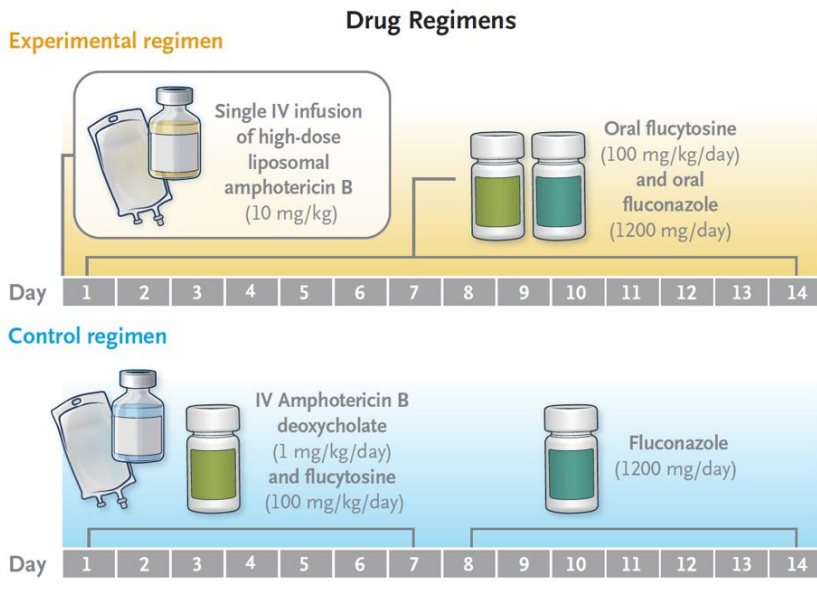 Drug Regimens
Experimental regimen
Single IV infusion
of high-dose
liposomal
amphotericin B
(10 mg/kg)
Oral flucytosine
(100 mg/kg/day)
and oral
fluconazole
(1200 mg/day)
Day 1 2 3 4 5 6 7 8 9 10 11 12 13 14
Control regimen
IV Amphotericin B
deoxycholate
(1 mg/kg/day)
and flucytosine
(100 mg/kg/day)
Fluconazole
(1200 mg/day)
Day 1 2 3 4 5 6 7 8 9 10 11 12 13 14